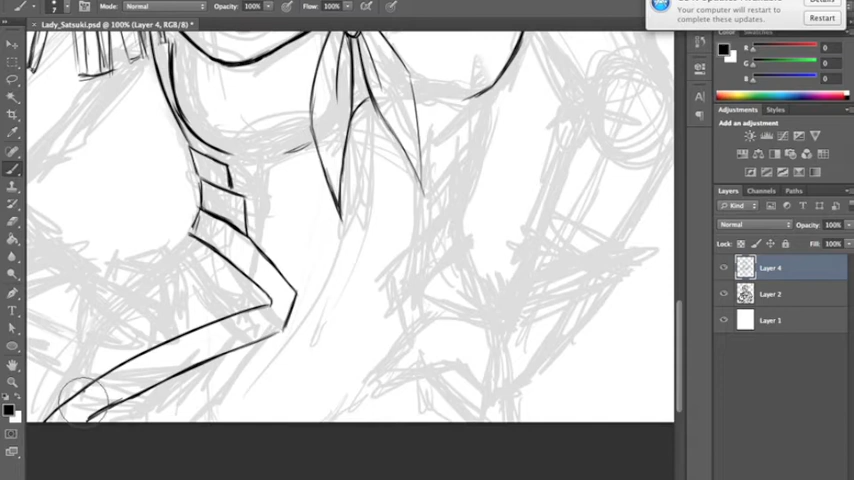 Mode: Normal Opacity: 100% Flow: 100%
Your computer will restart to
complete these updates.
Details
Restart
× Lady_Satsuki.psd @ 100% (Layer 4, RGB/8*) *
Color Swatches
R 0
G 0
B 0
Adjustments Styles
Add an adjustment
Layers Channels Paths
Kind
Normal Opacity: 100%
Lock: Fill: 100%
Layer 4
Layer 2
Layer 1